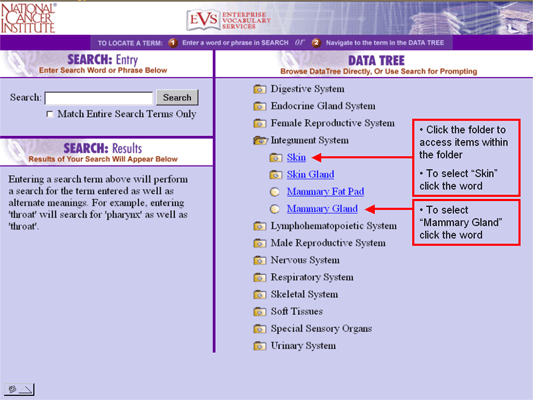 NATIONAL
CANCER
INSTITUTE
EVS ENTERPRISE
VOCABULARY
SERVICES
TO LOCATE A TERM: 1 Enter a word or phrase in SEARCH or 2 Navigate to the term in the DATA TREE
SEARCH: Entry
Enter Search Word or Phrase Below
Search: Search
Match Entire Search Terms Only
SEARCH: Results
Results of Your Search Will Appear Below
Entering a search term above will perform
a search for the term entered as well as
alternate meanings. For example, entering
'throat' will search for 'pharynx' as well as
'throat'.
DATA TREE
Browse DataTree Directly, Or Use Search for Prompting
Digestive System
Endocrine Gland System
Female Reproductive System
Integument System
Skin
Skin Gland
Mammary Fat Pad
Mammary Gland
Lymphohematopoietic System
Male Reproductive System
Nervous System
Respiratory System
Skeletal System
Soft Tissues
Special Sensory Organs
Urinary System
• Click the folder to
access items within
the folder
• To select “Skin”
click the word
• To select
“Mammary Gland”
click the word